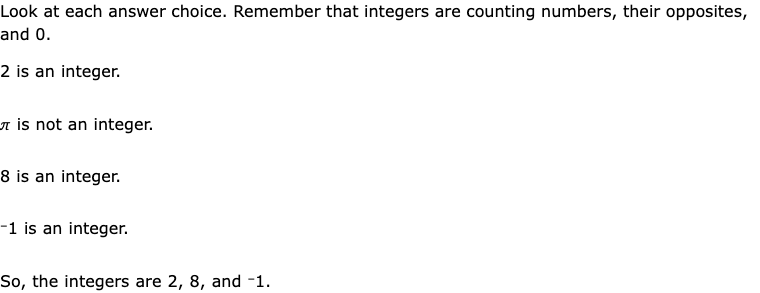 Look at each answer choice. Remember that integers are counting numbers, their opposites,
and 0.
2 is an integer.
π is not an integer.
8 is an integer.
⁻1 is an integer.
So, the integers are 2, 8, and ⁻1.